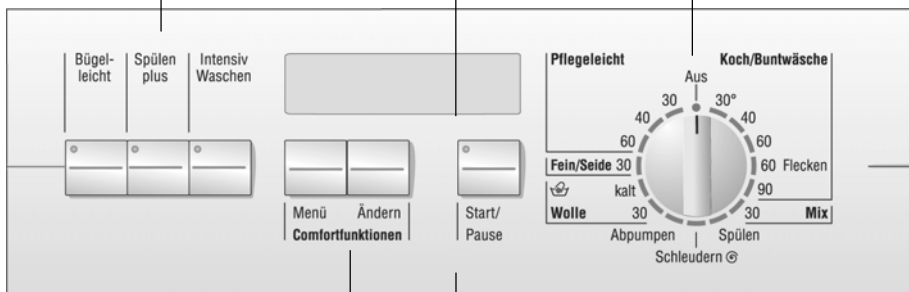 Bügel-
leicht
Spülen
plus
Intensiv
Waschen
Menü Ändern
Comfortfunktionen
Start/
Pause
Pflegeleicht Koch/Buntwäsche
Aus
30 30°
40 40
60 60
Fein/Seide 30 60 Flecken
kalt 90
Wolle 30 30 Mix
Abpumpen Spülen
Schleudern